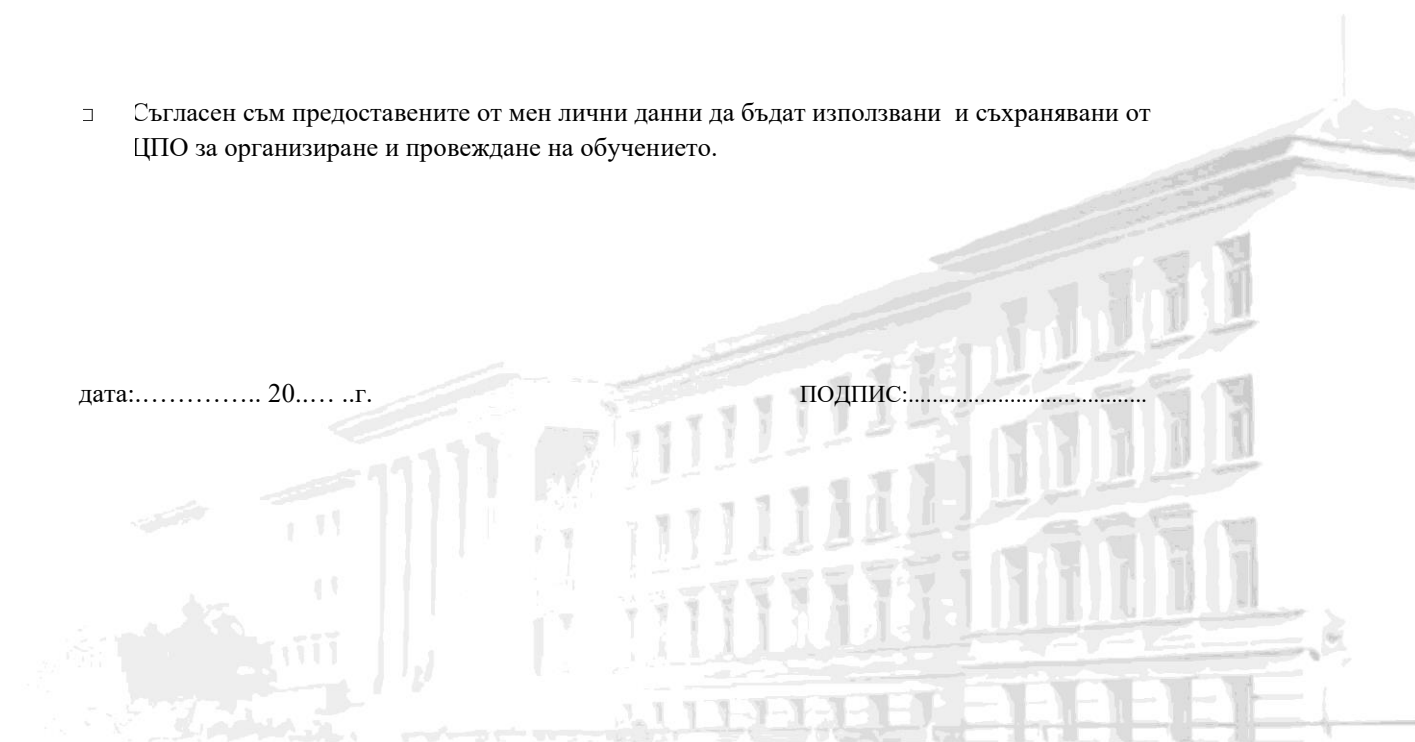 □ Съгласен съм предоставените от мен лични данни да бъдат използвани и съхранявани от
ЦПО за организиране и провеждане на обучението.
дата:.………….. 20..… ..г. ПОДПИС:.......................................